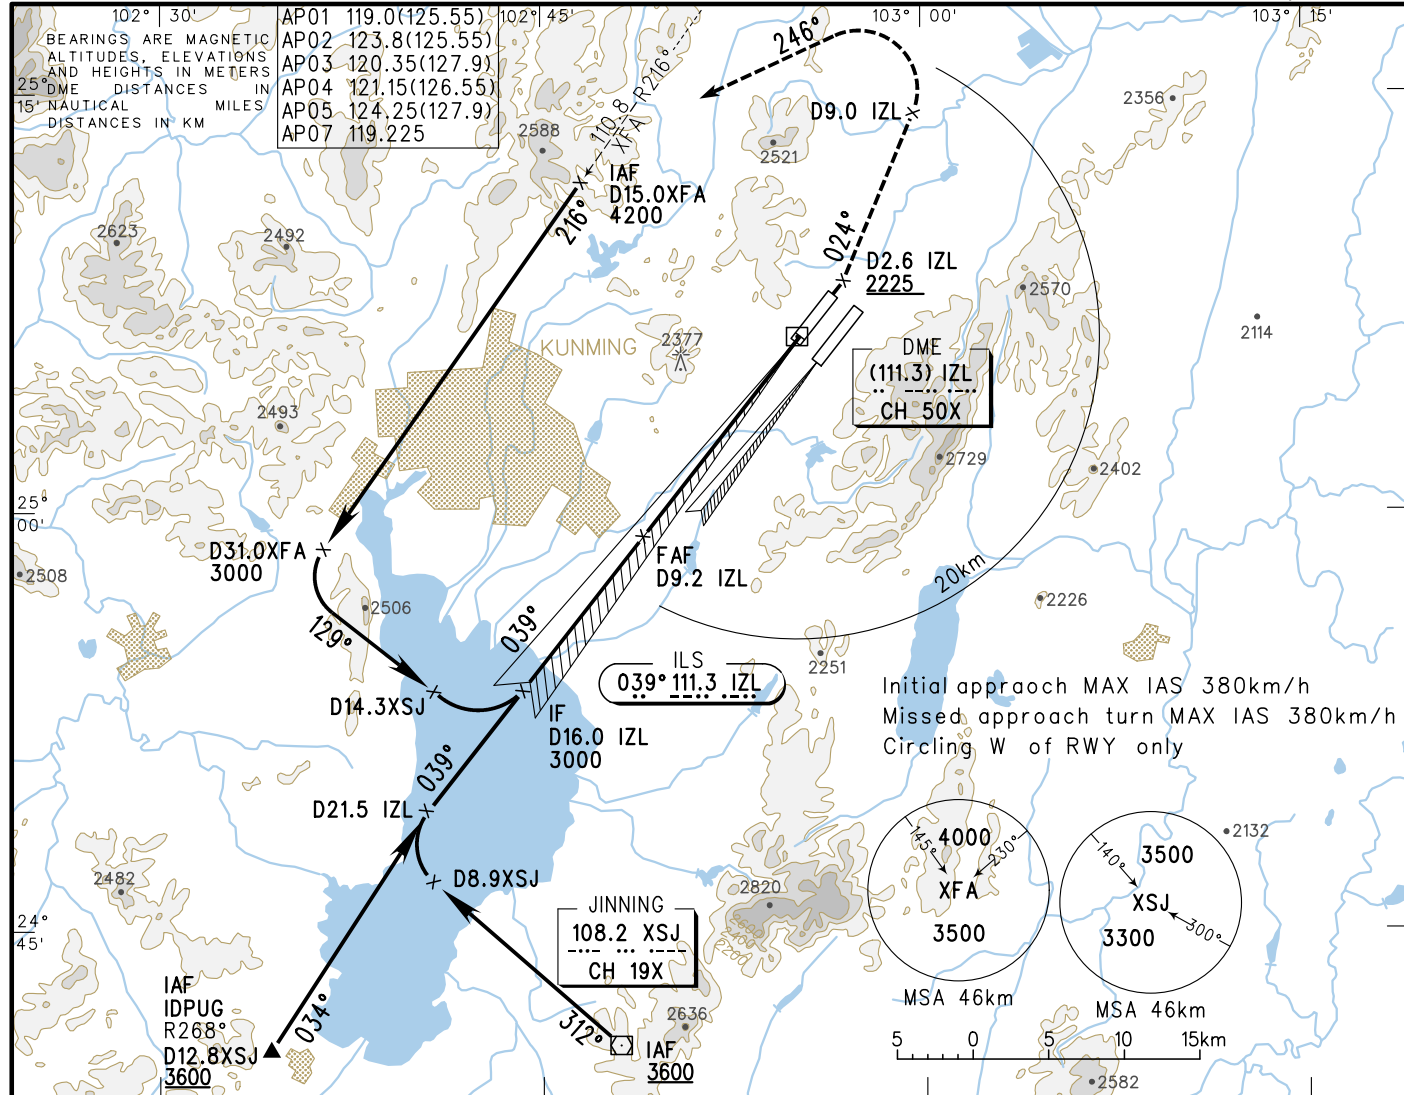 102° 30'
102° 45'
103° 00'
103° 15'
BEARINGS ARE MAGNETIC
ALTITUDES, ELEVATIONS
AND HEIGHTS IN METERS
DME DISTANCES IN
NAUTICAL MILES
DISTANCES IN KM
AP01 119.0(125.55)
AP02 123.8(125.55)
AP03 120.35(127.9)
AP04 121.15(126.55)
AP05 124.25(127.9)
AP07 119.225
25°
15'
246°
110.8 R216°
XFA
D9.0 IZL
2356
2588
2521
IAF
D15.0XFA
4200
216°
2623
2492
024°
D2.6 IZL
2225
2570
2114
KUNMING
2377
DME
(111.3) IZL
CH 50X
2493
2729
2402
25°
00'
D31.0XFA
3000
2508
FAF
D9.2 IZL
20km
2506
2226
129°
039°
2251
ILS
039° 111.3 IZL
D14.3XSJ
IF
D16.0 IZL
3000
Initial appraoch MAX IAS 380km/h
Missed approach turn MAX IAS 380km/h
Circling W of RWY only
039°
D21.5 IZL
4000
145°
230°
XFA
3500
MSA 46km
3500
140°
XSJ
300°
3300
MSA 46km
2132
D8.9XSJ
2482
2820
2600
2400
2200
24°
45'
JINNING
108.2 XSJ
CH 19X
IAF
IDPUG
R268°
D12.8XSJ
3600
034°
312°
2636
IAF
3600
5 0 5 10 15km
2582